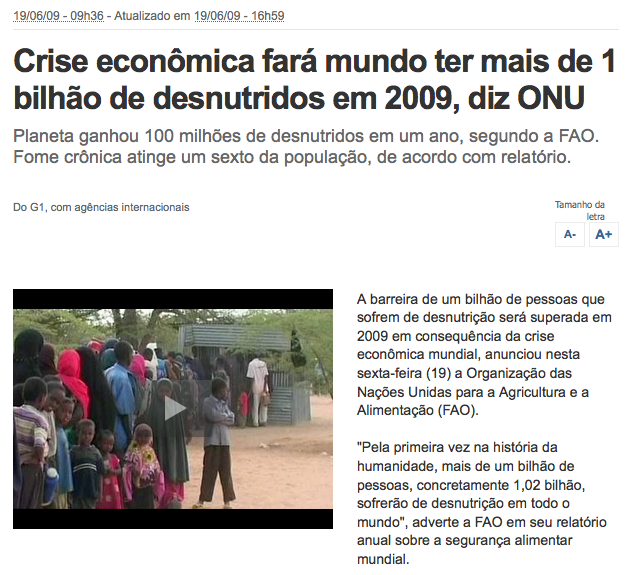 19/06/09 - 09h36 - Atualizado em 19/06/09 - 16h59
Crise econômica fará mundo ter mais de 1
bilhão de desnutridos em 2009, diz ONU
Planeta ganhou 100 milhões de desnutridos em um ano, segundo a FAO.
Fome crônica atinge um sexto da população, de acordo com relatório.
Do G1, com agências internacionais
Tamanho da
letra
A- A+
A barreira de um bilhão de pessoas que
sofrem de desnutrição será superada em
2009 em consequência da crise
econômica mundial, anunciou nesta
sexta-feira (19) a Organização das
Nações Unidas para a Agricultura e a
Alimentação (FAO).
"Pela primeira vez na história da
humanidade, mais de um bilhão de
pessoas, concretamente 1,02 bilhão,
sofrerão de desnutrição em todo o
mundo", adverte a FAO em seu relatório
anual sobre a segurança alimentar
mundial.